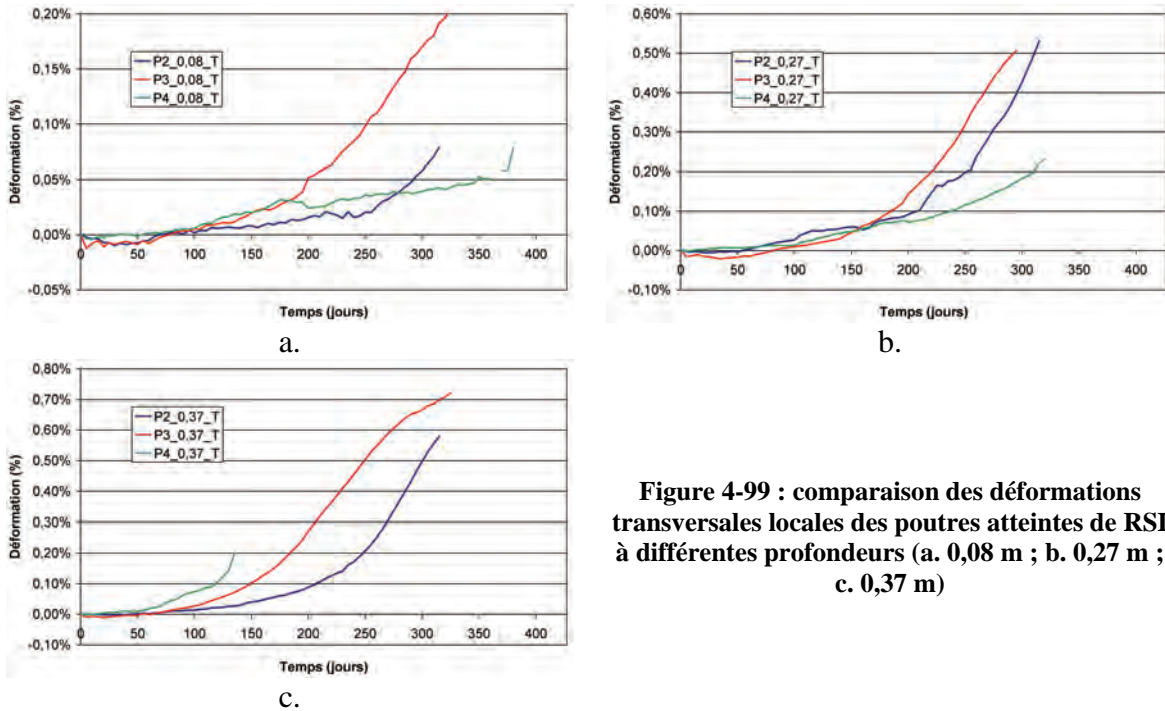 0,20%
0,15%
0,10%
0,05%
0,00%
-0,05%
Déformation (%)
P2_0,08_T
P3_0,08_T
P4_0,08_T
0 50 100 150 200 250 300 350 400
Temps (jours)
a.
0,60%
0,50%
0,40%
0,30%
0,20%
0,10%
0,00%
-0,10%
Déformation (%)
P2_0,27_T
P3_0,27_T
P4_0,27_T
0 50 100 150 200 250 300 350 400
Temps (jours)
b.
0,80%
0,70%
0,60%
0,50%
0,40%
0,30%
0,20%
0,10%
0,00%
-0,10%
Déformation (%)
P2_0,37_T
P3_0,37_T
P4_0,37_T
0 50 100 150 200 250 300 350 400
Temps (jours)
c.
Figure 4-99 : comparaison des déformations
transversales locales des poutres atteintes de RSI
à différentes profondeurs (a. 0,08 m ; b. 0,27 m ;
c. 0,37 m)